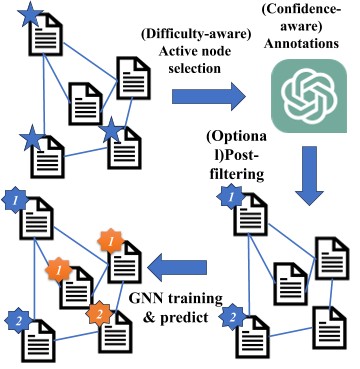 (Difficulty-aware)
Active node
selection
(Confidence-
aware)
Annotations
(Optiona
l)Post-
filtering
1
2
GNN training
& predict
1
1
1
2
2